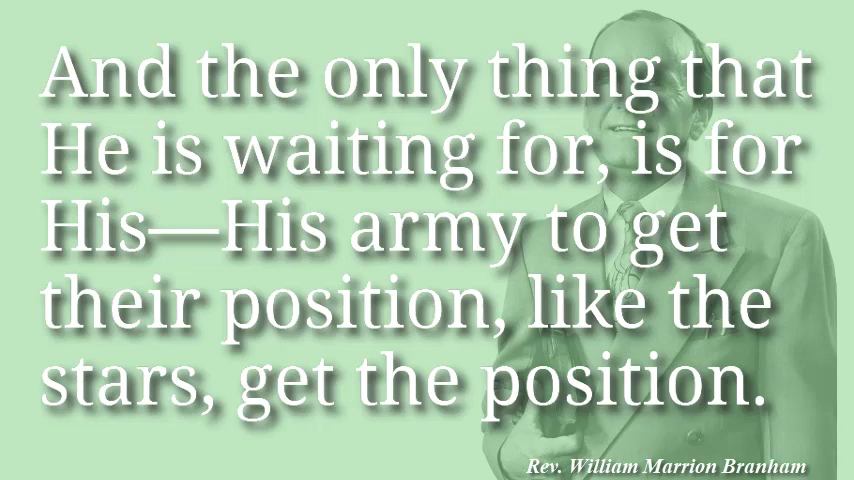 And the only thing that
He is waiting for, is for
His—His army to get
their position, like the
stars, get the position.
Rev. William Marrion Branham